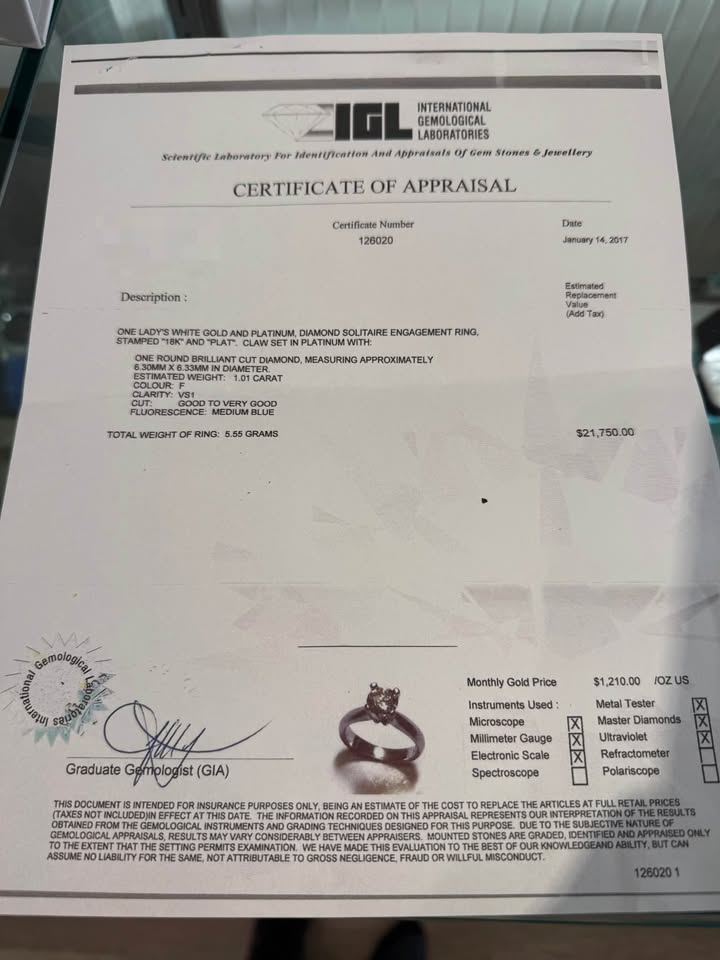 IGL INTERNATIONAL
GEMOLOGICAL
LABORATORIES
Scientific Laboratory For Identification And Appraisals Of Gem Stones & Jewellery
CERTIFICATE OF APPRAISAL
Certificate Number
126020
Date
January 14, 2017
Description :
Estimated
Replacement
Value
(Add Tax)
ONE LADY'S WHITE GOLD AND PLATINUM, DIAMOND SOLITAIRE ENGAGEMENT RING,
STAMPED "18K" AND "PLAT". CLAW SET IN PLATINUM WITH:
ONE ROUND BRILLIANT CUT DIAMOND, MEASURING APPROXIMATELY
6.30MM X 6.33MM IN DIAMETER.
ESTIMATED WEIGHT: 1.01 CARAT
COLOUR: F
CLARITY: VS1
CUT: GOOD TO VERY GOOD
FLUORESCENCE: MEDIUM BLUE
TOTAL WEIGHT OF RING: 5.55 GRAMS $21,750.00
International Gemological Laboratories
Graduate Gemologist (GIA)
Monthly Gold Price $1,210.00 /OZ US
Instruments Used : Metal Tester X
Microscope X Master Diamonds X
Millimeter Gauge X Ultraviolet X
Electronic Scale X Refractometer
Spectroscope Polariscope
THIS DOCUMENT IS INTENDED FOR INSURANCE PURPOSES ONLY, BEING AN ESTIMATE OF THE COST TO REPLACE THE ARTICLES AT FULL RETAIL PRICES
(TAXES NOT INCLUDED)IN EFFECT AT THIS DATE. THE INFORMATION RECORDED ON THIS APPRAISAL REPRESENTS OUR INTERPRETATION OF THE RESULTS
OBTAINED FROM THE GEMOLOGICAL INSTRUMENTS AND GRADING TECHNIQUES DESIGNED FOR THIS PURPOSE. DUE TO THE SUBJECTIVE NATURE OF
GEMOLOGICAL APPRAISALS, RESULTS MAY VARY CONSIDERABLY BETWEEN APPRAISERS. MOUNTED STONES ARE GRADED, IDENTIFIED AND APPRAISED ONLY
TO THE EXTENT THAT THE SETTING PERMITS EXAMINATION. WE HAVE MADE THIS EVALUATION TO THE BEST OF OUR KNOWLEDGEAND ABILITY, BUT CAN
ASSUME NO LIABILITY FOR THE SAME, NOT ATTRIBUTABLE TO GROSS NEGLIGENCE, FRAUD OR WILLFUL MISCONDUCT.
126020 1